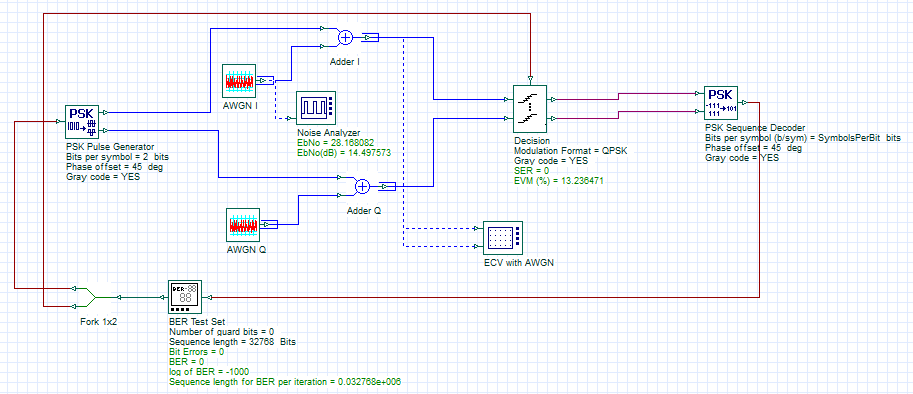 Adder I
AWGN I
PSK
1010
Noise Analyzer
EbNo = 28.168082
EbNo(dB) = 14.497573
PSK Pulse Generator
Bits per symbol = 2 bits
Phase offset = 45 deg
Gray code = YES
Decision
Modulation Format = QPSK
Gray code = YES
SER = 0
EVM (%) = 13.236471
PSK
-111
111
101
PSK Sequence Decoder
Bits per symbol (b/sym) = SymbolsPerBit bits
Phase offset = 45 deg
Gray code = YES
Adder Q
AWGN Q
ECV with AWGN
Fork 1x2
BER Test Set
Number of guard bits = 0
Sequence length = 32768 Bits
Bit Errors = 0
BER = 0
log of BER = -1000
Sequence length for BER per iteration = 0.032768e+006